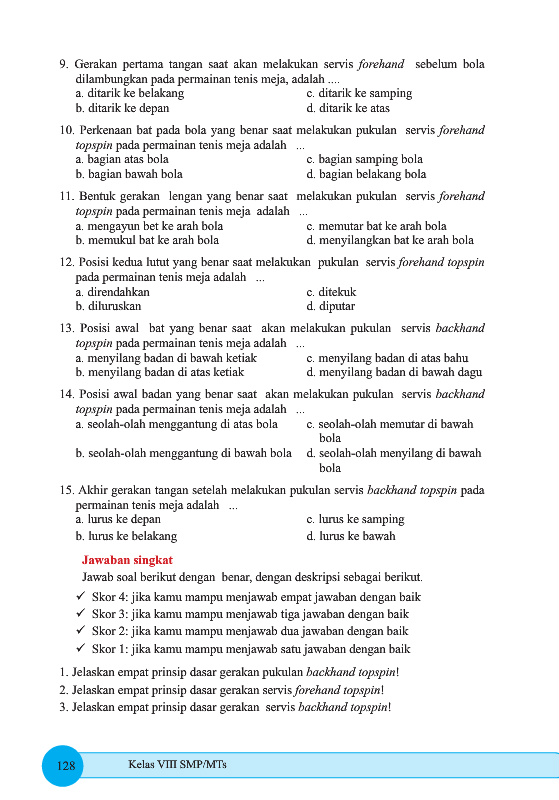 9. Gerakan pertama tangan saat akan melakukan servis forehand sebelum bola
dilambungkan pada permainan tenis meja, adalah ....
a. ditarik ke belakang c. ditarik ke samping
b. ditarik ke depan d. ditarik ke atas
10. Perkenaan bat pada bola yang benar saat melakukan pukulan servis forehand
topspin pada permainan tenis meja adalah ...
a. bagian atas bola c. bagian samping bola
b. bagian bawah bola d. bagian belakang bola
11. Bentuk gerakan lengan yang benar saat melakukan pukulan servis forehand
topspin pada permainan tenis meja adalah ...
a. mengayun bet ke arah bola c. memutar bat ke arah bola
b. memukul bat ke arah bola d. menyilangkan bat ke arah bola
12. Posisi kedua lutut yang benar saat melakukan pukulan servis forehand topspin
pada permainan tenis meja adalah ...
a. direndahkan c. ditekuk
b. diluruskan d. diputar
13. Posisi awal bat yang benar saat akan melakukan pukulan servis backhand
topspin pada permainan tenis meja adalah ...
a. menyilang badan di bawah ketiak c. menyilang badan di atas bahu
b. menyilang badan di atas ketiak d. menyilang badan di bawah dagu
14. Posisi awal badan yang benar saat akan melakukan pukulan servis backhand
topspin pada permainan tenis meja adalah ...
a. seolah-olah menggantung di atas bola c. seolah-olah memutar di bawah
bola
b. seolah-olah menggantung di bawah bola d. seolah-olah menyilang di bawah
bola
15. Akhir gerakan tangan setelah melakukan pukulan servis backhand topspin pada
permainan tenis meja adalah ...
a. lurus ke depan c. lurus ke samping
b. lurus ke belakang d. lurus ke bawah
Jawaban singkat
Jawab soal berikut dengan benar, dengan deskripsi sebagai berikut.
✓ Skor 4: jika kamu mampu menjawab empat jawaban dengan baik
✓ Skor 3: jika kamu mampu menjawab tiga jawaban dengan baik
✓ Skor 2: jika kamu mampu menjawab dua jawaban dengan baik
✓ Skor 1: jika kamu mampu menjawab satu jawaban dengan baik
1. Jelaskan empat prinsip dasar gerakan pukulan backhand topspin!
2. Jelaskan empat prinsip dasar gerakan servis forehand topspin!
3. Jelaskan empat prinsip dasar gerakan servis backhand topspin!
128 Kelas VIII SMP/MTs